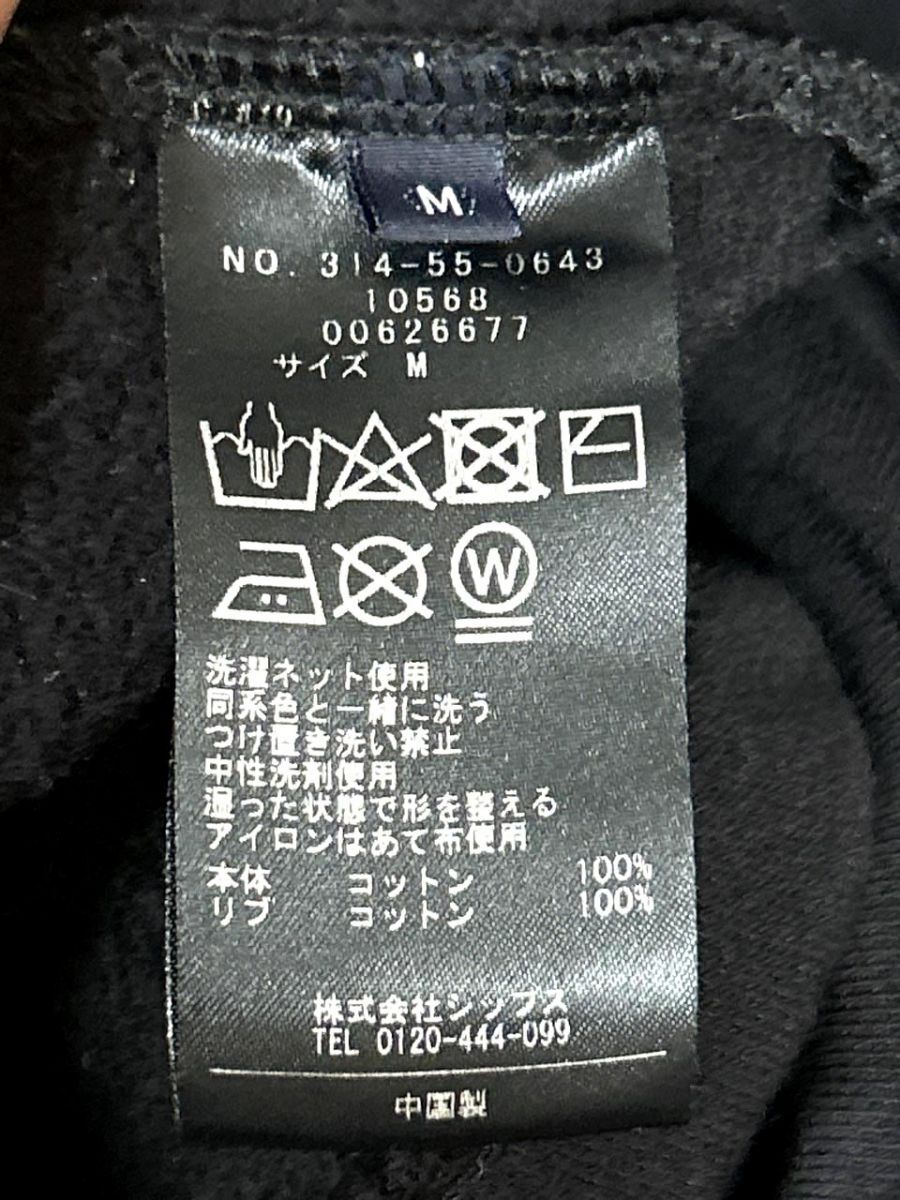 M
NO. 314-55-0643
10568
00626677
サイズ M
W
洗濯ネット使用
同系色と一緒に洗う
つけ置き洗い禁止
中性洗剤使用
湿った状態で形を整える
アイロンはあて布使用
本体 コットン 100%
リブ コットン 100%
株式会社シップス
TEL 0120-444-099
中国製